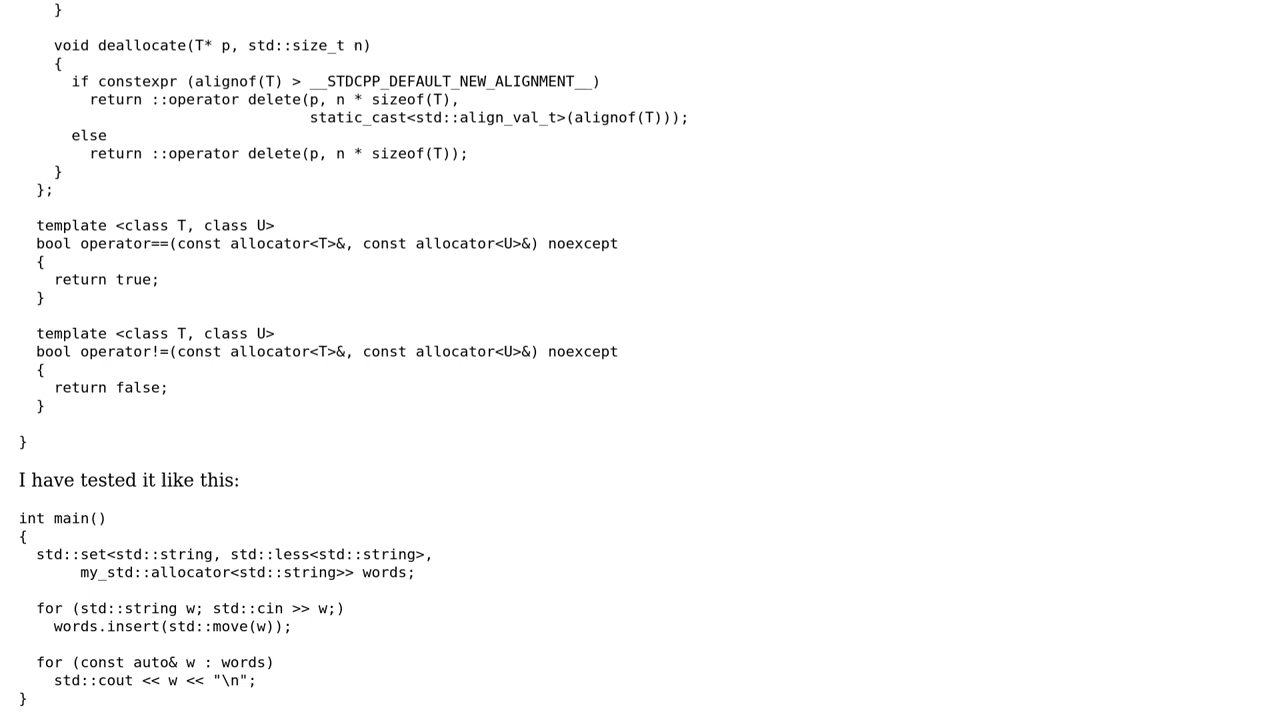 }

    void deallocate(T* p, std::size_t n)
    {
      if constexpr (alignof(T) > __STDCPP_DEFAULT_NEW_ALIGNMENT__)
        return ::operator delete(p, n * sizeof(T),
                                 static_cast<std::align_val_t>(alignof(T)));
      else
        return ::operator delete(p, n * sizeof(T));
    }
  };

  template <class T, class U>
  bool operator==(const allocator<T>&, const allocator<U>&) noexcept
  {
    return true;
  }

  template <class T, class U>
  bool operator!=(const allocator<T>&, const allocator<U>&) noexcept
  {
    return false;
  }

}
I have tested it like this:
int main()
{
  std::set<std::string, std::less<std::string>,
       my_std::allocator<std::string>> words;

  for (std::string w; std::cin >> w;)
    words.insert(std::move(w));

  for (const auto& w : words)
    std::cout << w << "\n";
}